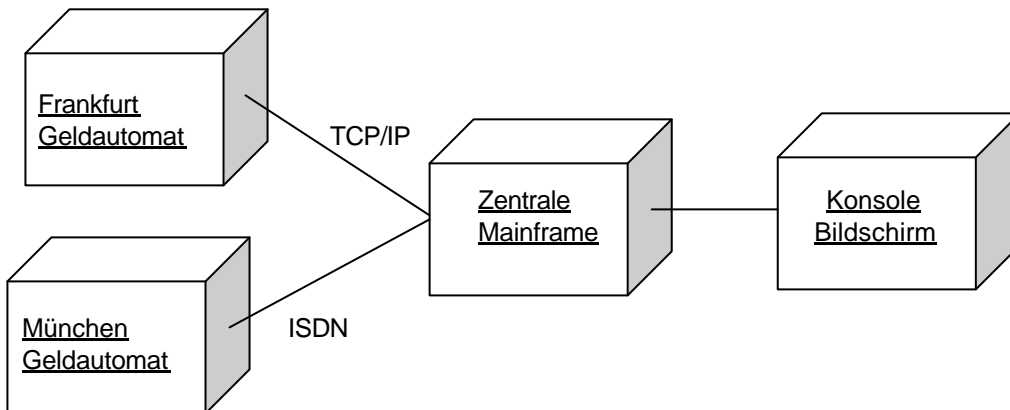 Frankfurt
Geldautomat
TCP/IP
Zentrale
Mainframe
Konsole
Bildschirm
München
Geldautomat
ISDN